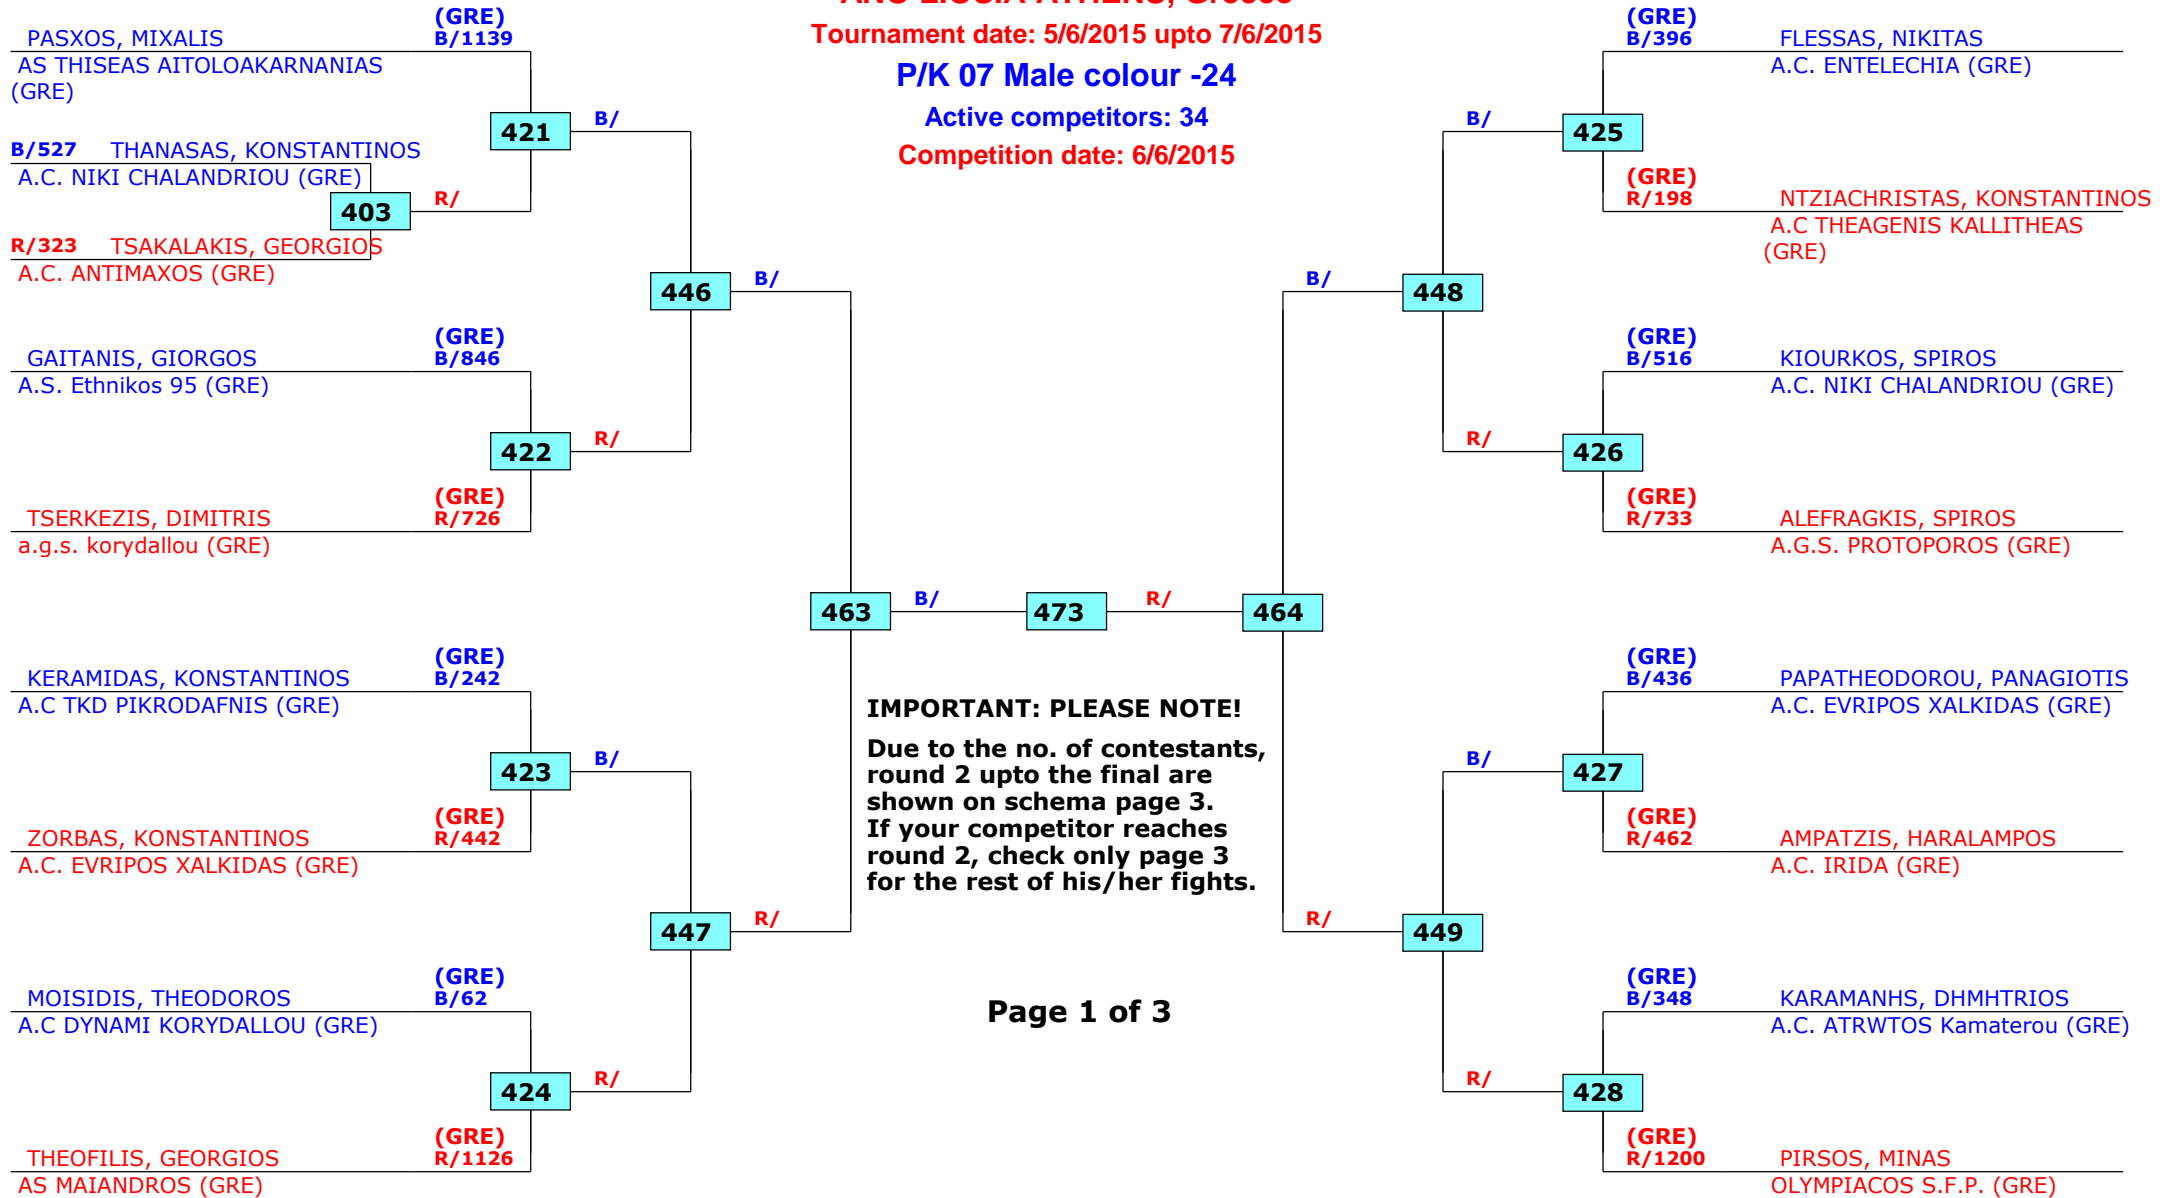 ANO LIOSIA ATHENS, Greece
Tournament date: 5/6/2015 upto 7/6/2015
P/K 07 Male colour -24
Active competitors: 34
Competition date: 6/6/2015
(GRE)
PASXOS, MIXALIS B/1139
AS THISEAS AITOLOAKARNANIAS
(GRE)
421 B/
B/527 THANASAS, KONSTANTINOS
A.C. NIKI CHALANDRIOU (GRE)
403 R/
R/323 TSAKALAKIS, GEORGIOS
A.C. ANTIMAXOS (GRE)
446 B/
(GRE)
GAITANIS, GIORGOS B/846
A.S. Ethnikos 95 (GRE)
422 R/
(GRE)
TSERKEZIS, DIMITRIS R/726
a.g.s. korydallou (GRE)
463 B/ 473 R/ 464
(GRE)
KERAMIDAS, KONSTANTINOS B/242
A.C TKD PIKRODAFNIS (GRE)
423 B/
(GRE)
ZORBAS, KONSTANTINOS R/442
A.C. EVRIPOS XALKIDAS (GRE)
447 R/
(GRE)
MOISIDIS, THEODOROS B/62
A.C DYNAMI KORYDALLOU (GRE)
424 R/
(GRE)
THEOFILIS, GEORGIOS R/1126
AS MAIANDROS (GRE)
IMPORTANT: PLEASE NOTE!
Due to the no. of contestants,
round 2 upto the final are
shown on schema page 3.
If your competitor reaches
round 2, check only page 3
for the rest of his/her fights.
Page 1 of 3
(GRE)
B/396 FLESSAS, NIKITAS
A.C. ENTELECHIA (GRE)
B/ 425
(GRE)
R/198 NTZIACHRISTAS, KONSTANTINOS
A.C THEAGENIS KALLITHEAS
(GRE)
B/ 448
(GRE)
B/516 KIOURKOS, SPIROS
A.C. NIKI CHALANDRIOU (GRE)
R/ 426
(GRE)
R/733 ALEFRAGKIS, SPIROS
A.G.S. PROTOPOROS (GRE)
(GRE)
B/436 PAPATHEODOROU, PANAGIOTIS
A.C. EVRIPOS XALKIDAS (GRE)
B/ 427
(GRE)
R/462 AMPATZIS, HARALAMPOS
A.C. IRIDA (GRE)
R/ 449
(GRE)
B/348 KARAMANHS, DHMHTRIOS
A.C. ATRWTOS Kamaterou (GRE)
R/ 428
(GRE)
R/1200 PIRSOS, MINAS
OLYMPIACOS S.F.P. (GRE)